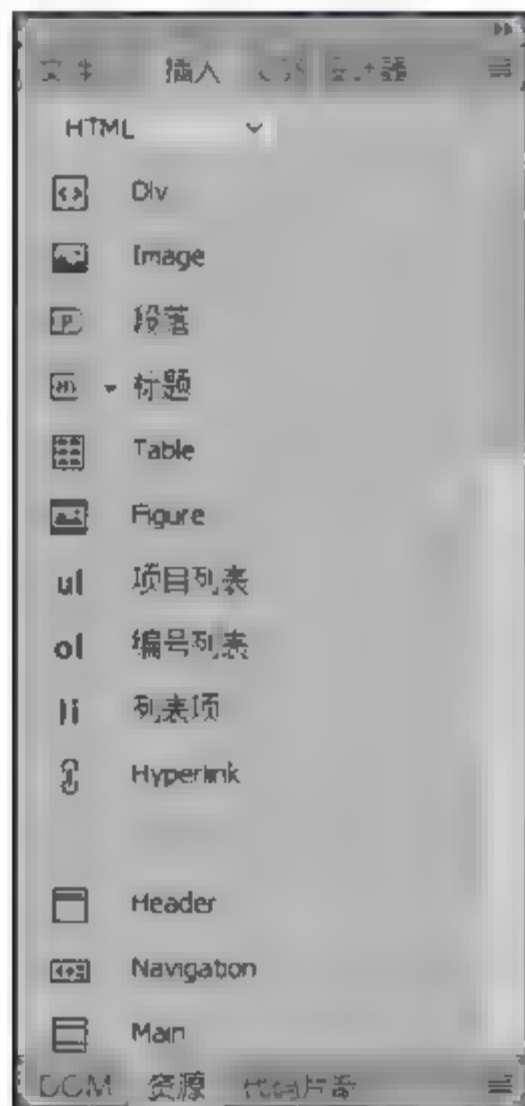 插入
HTML
Div
Image
段落
标题
Table
Figure
ul 项目列表
ol 编号列表
li 列表项
Hyperlink
Header
Navigation
Main
DOM 资源